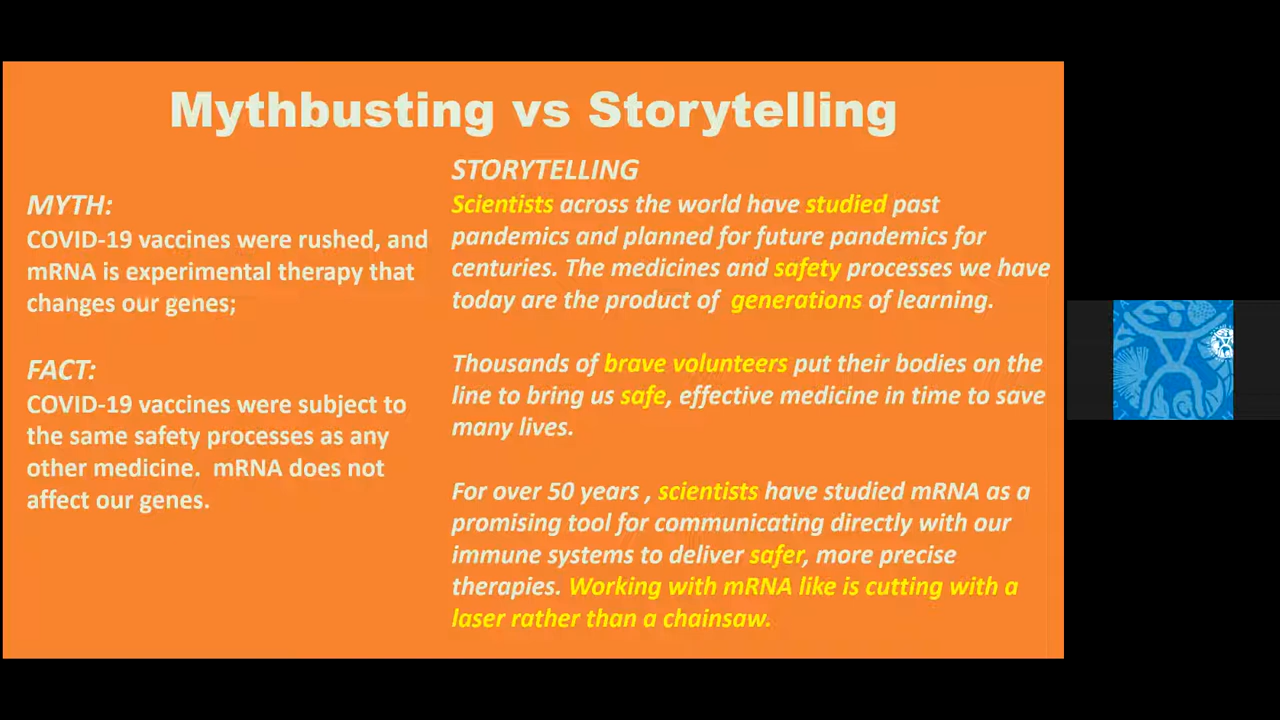 Mythbusting vs Storytelling
MYTH:
COVID-19 vaccines were rushed, and
mRNA is experimental therapy that
changes our genes;
FACT:
COVID-19 vaccines were subject to
the same safety processes as any
other medicine.  mRNA does not
affect our genes.
STORYTELLING
Scientists across the world have studied past
pandemics and planned for future pandemics for
centuries. The medicines and safety processes we have
today are the product of  generations of learning.
Thousands of brave volunteers put their bodies on the
line to bring us safe, effective medicine in time to save
many lives.
For over 50 years , scientists have studied mRNA as a
promising tool for communicating directly with our
immune systems to deliver safer, more precise
therapies. Working with mRNA like is cutting with a
laser rather than a chainsaw.